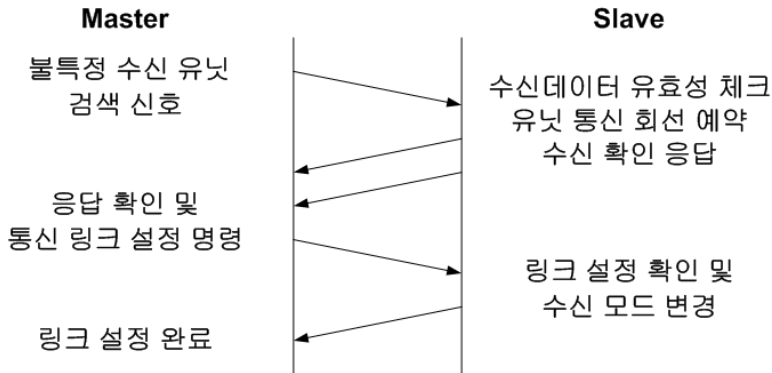 Master
Slave
불특정 수신 유닛
검색 신호
수신데이터 유효성 체크
유닛 통신 회선 예약
수신 확인 응답
응답 확인 및
통신 링크 설정 명령
링크 설정 확인 및
수신 모드 변경
링크 설정 완료